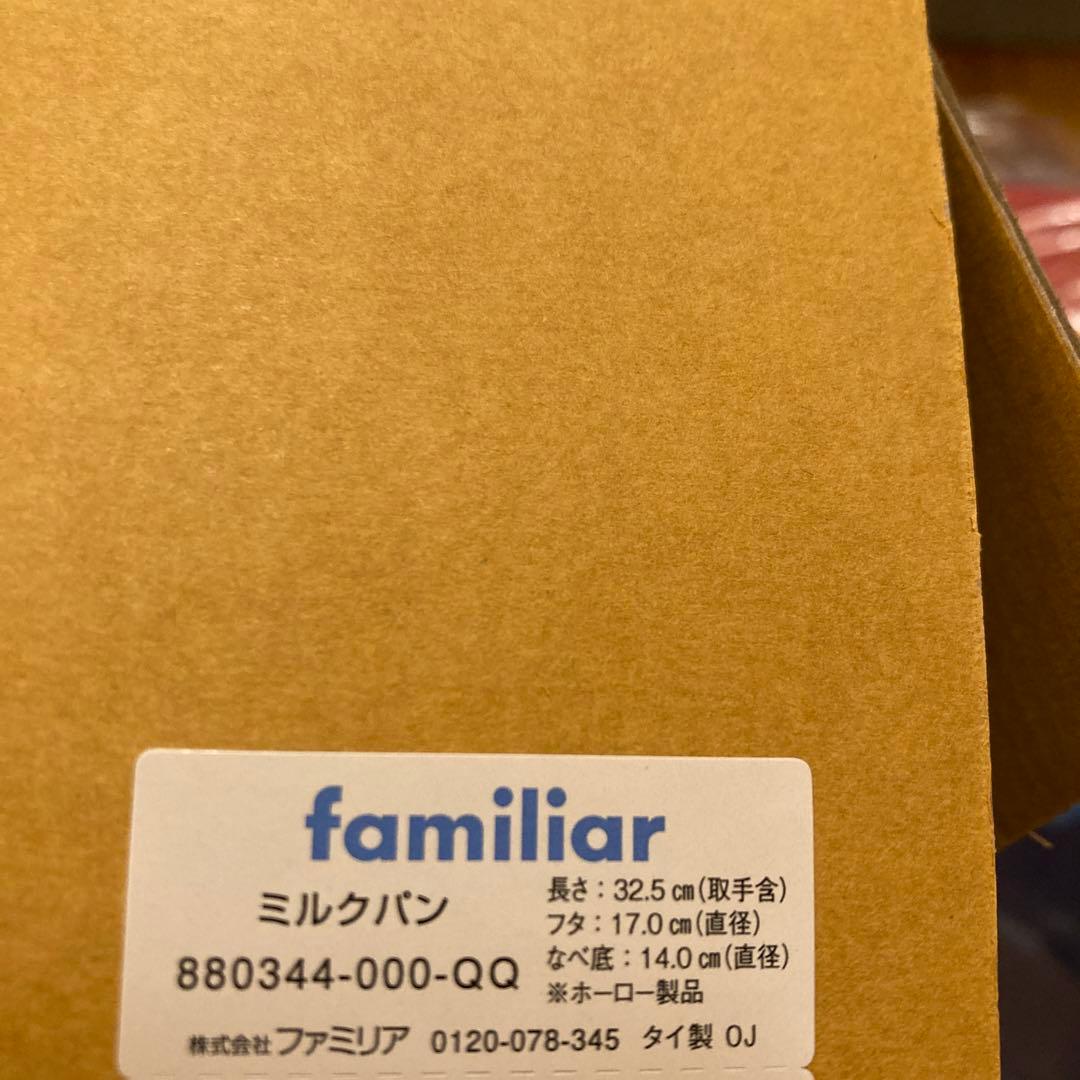 familiar
ミルクパン
880344-000-QQ
長さ：32.5㎝(取手含)
フタ：17.0㎝(直径)
なべ底：14.0㎝(直径)
※ホーロー製品
株式会社ファミリア 0120-078-345 タイ製 OJ